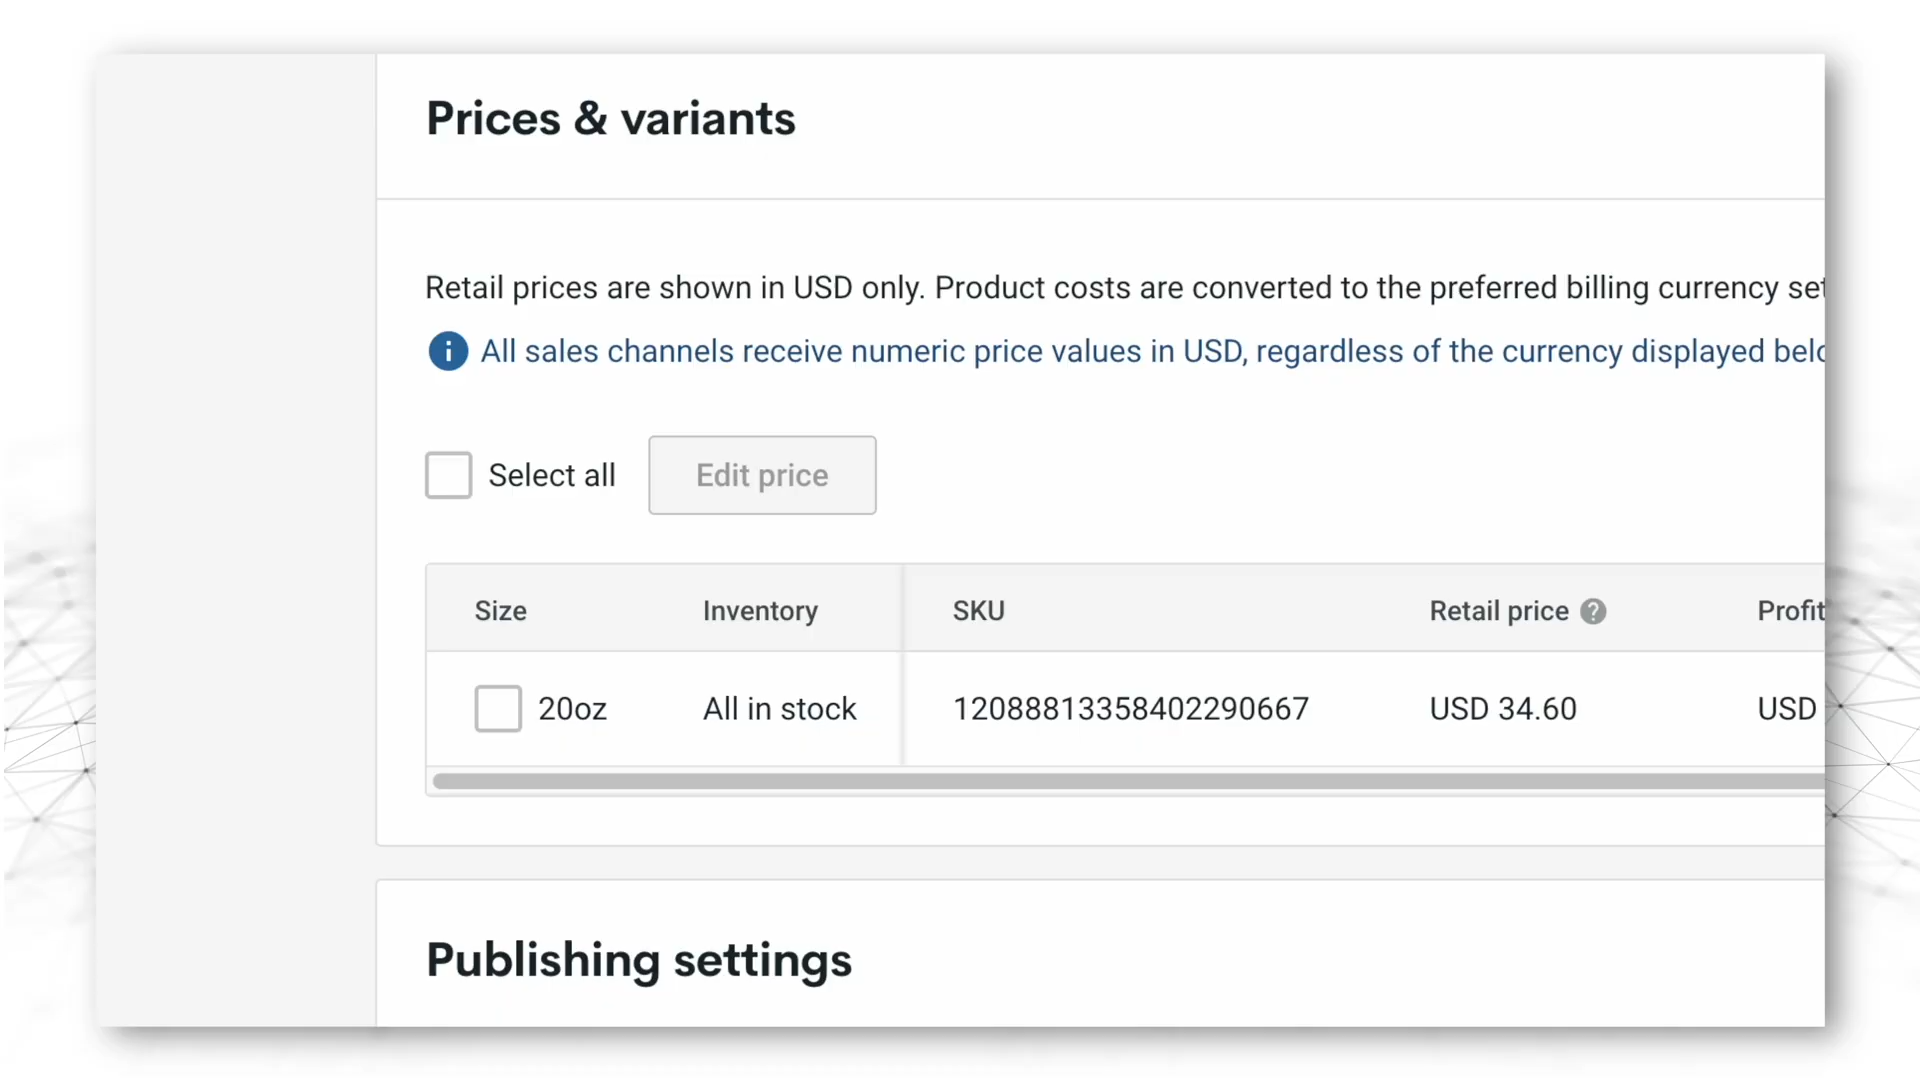 Prices & variants
Retail prices are shown in USD only. Product costs are converted to the preferred billing currency
All sales channels receive numeric price values in USD, regardless of the currency displayed
Select all
Edit price
Size Inventory SKU Retail price Profit
20oz All in stock 12088813358402290667 USD 34.60 USD
Publishing settings